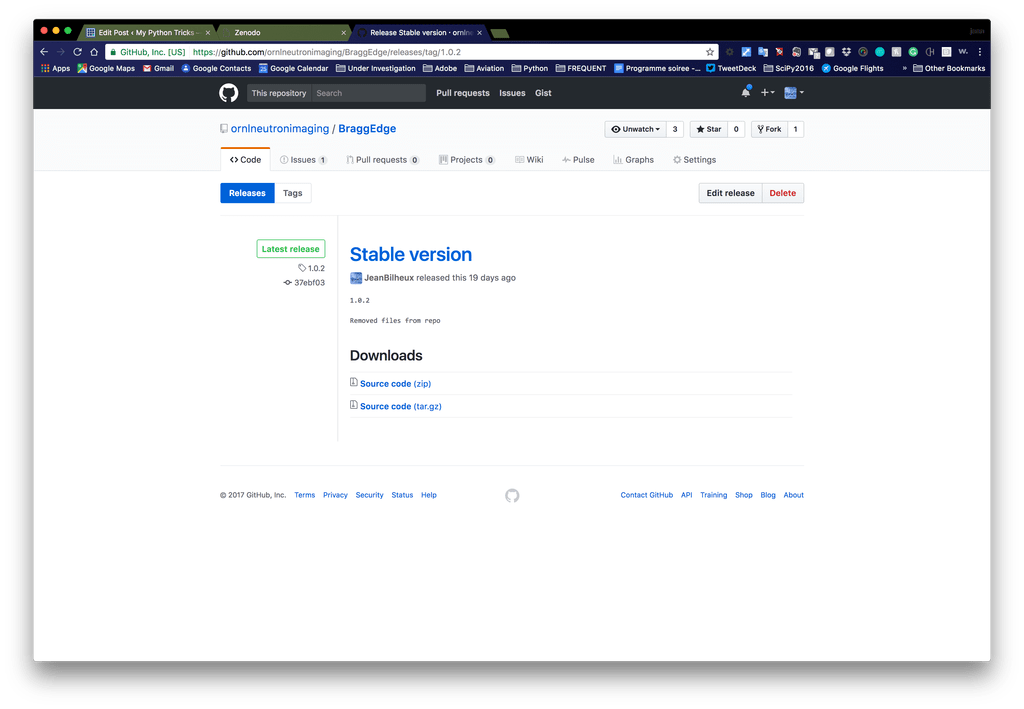 Edit Post ‹ My Python Tricks —
Zenodo
Release Stable version · ornlne
GitHub, Inc. [US] https://github.com/ornlneutronimaging/BraggEdge/releases/tag/1.0.2
Apps Google Maps Gmail Google Contacts Google Calendar Under Investigation Adobe Aviation Python FREQUENT Programme soiree -... TweetDeck SciPy2016 Google Flights » Other Bookmarks
This repository Search Pull requests Issues Gist
ornlneutronimaging / BraggEdge
Unwatch 3 Star 0 Fork 1
Code Issues 1 Pull requests 0 Projects 0 Wiki Pulse Graphs Settings
Releases Tags Edit release Delete
Latest release
1.0.2
37ebf03
Stable version
JeanBilheux released this 19 days ago
1.0.2
Removed files from repo
Downloads
Source code (zip)
Source code (tar.gz)
© 2017 GitHub, Inc. Terms Privacy Security Status Help Contact GitHub API Training Shop Blog About